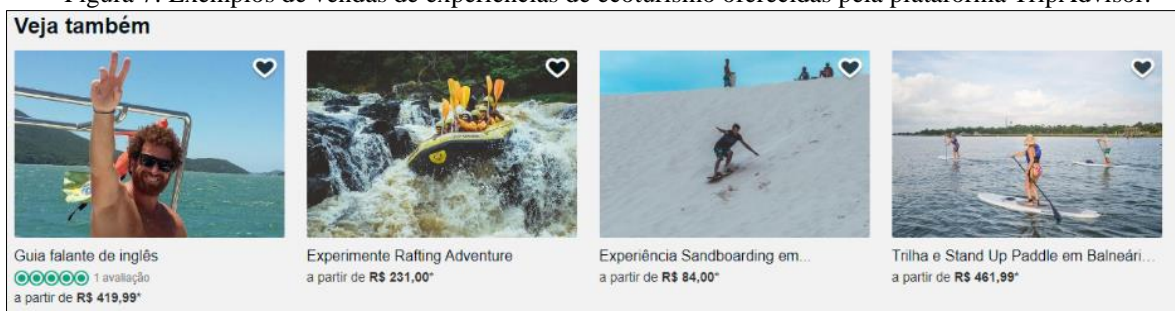 Figura 7. Exemplos de vendas de experiências de ecoturismo oferecidas pela plataforma TripAdvisor.
Veja também
Guia falante de inglês
1 avaliação
a partir de R$ 419,99*
Experimente Rafting Adventure
a partir de R$ 231,00*
Experiência Sandboarding em...
a partir de R$ 84,00*
Trilha e Stand Up Paddle em Balneári...
a partir de R$ 461,99*